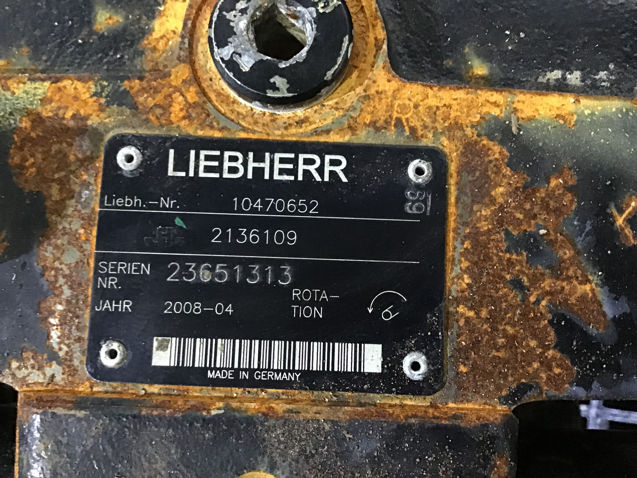 LIEBHERR
Liebh.-Nr. 10470652
2136109
SERIEN NR. 23651313
JAHR 2008-04 ROTA-TION
MADE IN GERMANY